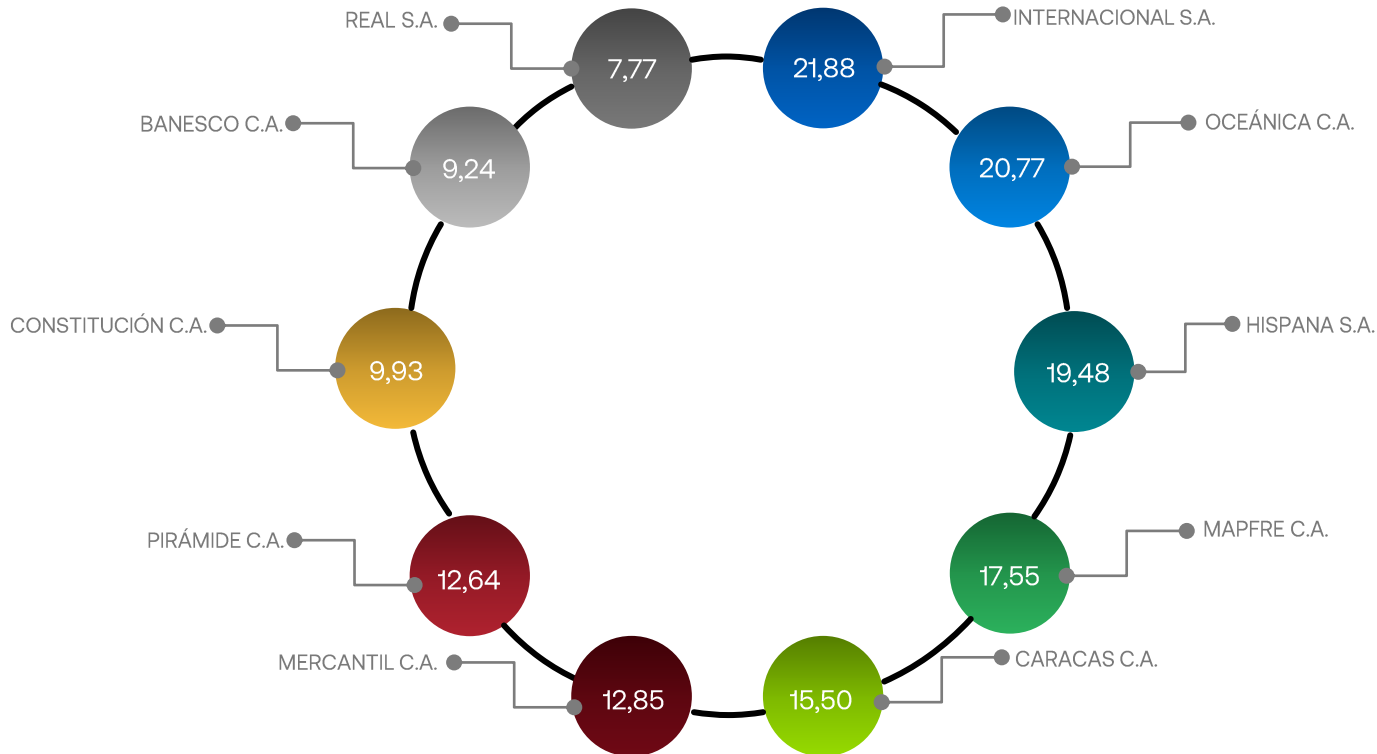 REAL S.A.
7,77
21,88
INTERNACIONAL S.A.
BANESCO C.A.
9,24
20,77
OCEÁNICA C.A.
CONSTITUCIÓN C.A.
9,93
19,48
HISPANA S.A.
PIRÁMIDE C.A.
12,64
17,55
MAPFRE C.A.
MERCANTIL C.A.
12,85
15,50
CARACAS C.A.